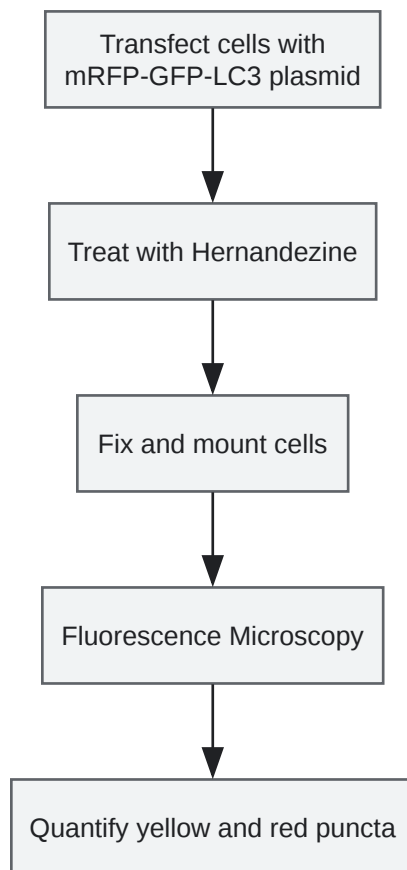 Transfect cells with
mRFP-GFP-LC3 plasmid
Treat with Hernandezine
Fix and mount cells
Fluorescence Microscopy
Quantify yellow and red puncta